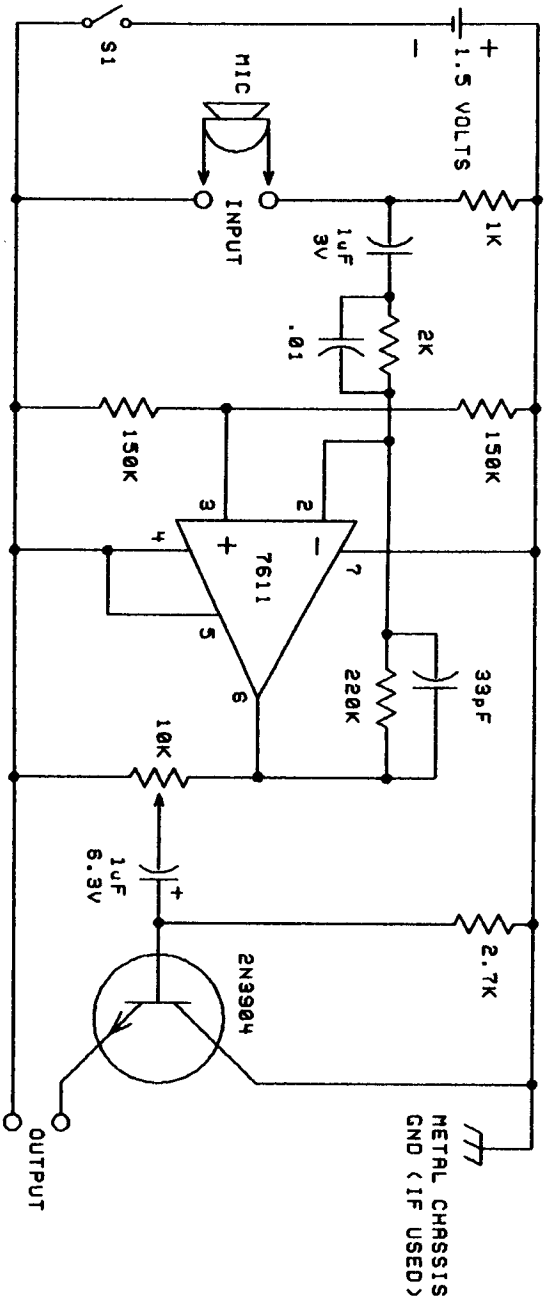 S1
-
+
1.5 VOLTS
MIC
INPUT
1K
1uF
3V
2K
.01
150K
150K
2
3
-
+
4
5
6
7
7611
33pF
220K
10K
1uF
6.3V
+
2.7K
2N3904
METAL CHASSIS
GND (IF USED)
OUTPUT